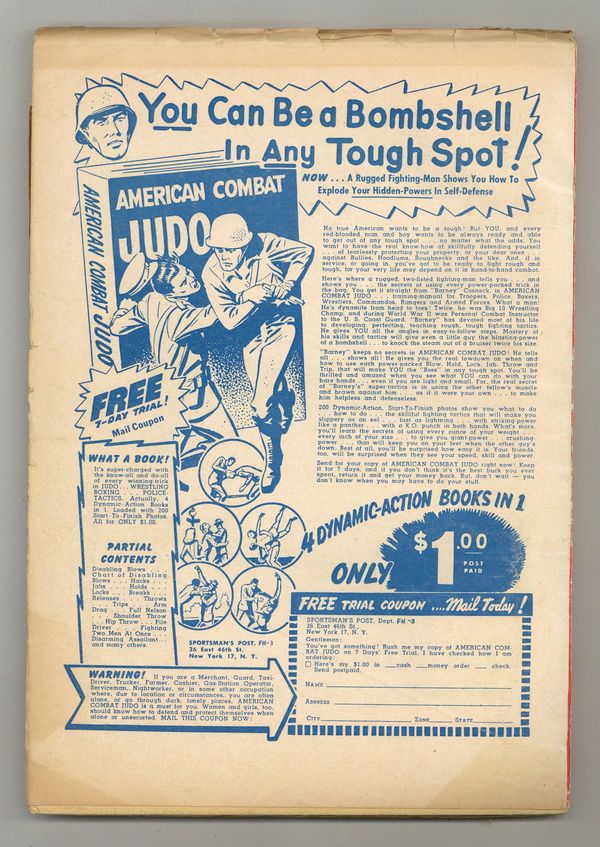 You Can Be a Bombshell
In Any Tough Spot!
NOW . . . A Rugged Fighting-Man Shows You How To
Explode Your Hidden-Powers In Self-Defense
AMERICAN COMBAT
JUDO
AMERICAN COMBAT JUDO
FREE
7-DAY TRIAL!
Mail Coupon
No true American wants to be a tough! But YOU, and every
red-blooded man and boy wants to be always ready and able
to get out of any tough spot . . . no matter what the odds. You
want to have the real know-how of skillfully defending yourself
. . . of fearlessly protecting your property, or your dear ones . . .
against Bullies, Hoodlums, Roughnecks and the like. And, if in
service, or going in, you've got to be ready to fight rough and
tough, for your very life may depend on it in hand-to-hand combat.
Here's where a rugged, two-fisted fighting-man tells you . . . and
shows you . . . the secrets of using every power-packed trick in
the bag. You get it straight from "Barney" Cosneck, in AMERICAN
COMBAT JUDO . . . training-manual for Troopers, Police, Boxers,
Wrestlers, Commandos, Rangers and Armed Forces. What a man!
He's dynamite from head to toes! Twice, he was Big 10 Wrestling
Champ, and during World War II was Personal Combat Instructor
to the U. S. Coast Guard. "Barney" has devoted most of his life
to developing, perfecting, teaching rough, tough fighting tactics.
He gives YOU all the angles in easy-to-follow steps. Mastery of
his skills and tactics will give even a little guy the blasting-power
of a bombshell . . . to knock the steam out of a bruiser twice his size.
"Barney" keeps no secrets in AMERICAN COMBAT JUDO! He tells
all . . . shows all! He gives you the real lowdown on when and
how to use each power-packed Blow, Hold, Lock, Job, Throw and
Trip, that will make YOU the "Boss" in any tough spot. You'll be
thrilled and amazed when you see what YOU can do with your
bare hands . . . even if you are light and small. For, the real secret
of "Barney's" super-tactics is in using the other fellow's muscle
and brawn against him . . . as if it were your own . . . to make
him helpless and defenseless.
200 Dynamic-Action, Start-To-Finish photos show you what to do
. . . how to do . . . the skillful fighting tactics that will make you
slippery as an eel . . . fast as lightning . . . with striking-power
like a panther . . . with a K.O. punch in both hands. What's more,
you'll learn the secrets of using every ounce of your weight . . .
every inch of your size . . . to give you giant-power . . . crushing-
power . . . that will keep you on your feet when the other guy's
down. Best of all, you'll be surprised how easy it is. Your friends,
too, will be surprised when they see your speed, skill and power.
Send for your copy of AMERICAN COMBAT JUDO right now! Keep
it for 7 days, and if you don't think it's the best buck you ever
spent, return it and get your money back. But, don't wait — you
don't know when you may have to do your stuff.
WHAT A BOOK!
It's super-charged with
the know-all and do-all
of every winning-trick
in JUDO . . . WRESTLING
BOXING . . . POLICE-
TACTICS. Actually, 4
Dynamic-Action Books
in 1. Loaded with 200
Start-To-Finish Photos.
All for ONLY $1.00.
PARTIAL
CONTENTS
Disabling Blows . . .
Chart of Disabling
Blows . . . Hacks . . .
Jabs . . . Holds . . .
Locks . . . Breaks . . .
Releases . . . Throws
. . . Trips . . . Arm
Drag . . . Full Nelson
. . . Shoulder Throw
. . . Hip Throw . . . Pile
Driver . . . Fighting
Two Men At Once . . .
Disarming Assailant . . .
and many others.
4 DYNAMIC-ACTION BOOKS IN 1
ONLY
$1.00
POST
PAID
SPORTSMAN'S POST, FH-3
26 East 46th St.
New York 17, N. Y.
WARNING! If you are a Merchant, Guard, Taxi-
Driver, Trucker, Farmer, Cashier, Gas-Station Operator,
Serviceman, Nightworker, or in some other occupation
where, due to location or circumstances, you are often
alone, or go through dark, lonely places, AMERICAN
COMBAT JUDO is a must for you. Women and girls, too,
should know how to defend and protect themselves when
alone or unescorted. MAIL THIS COUPON NOW!
FREE TRIAL COUPON ....Mail Today!
SPORTSMAN'S POST, Dept. FH-3
26 East 46th St.,
New York 17, N. Y.
Gentlemen:
You've got something! Rush me my copy of AMERICAN COM-
BAT JUDO on 7 Days' Free Trial. I have checked how I am
ordering:
Here's my $1.00 in cash money order check.
Send postpaid.
NAME
ADDRESS
CITY ZONE STATE